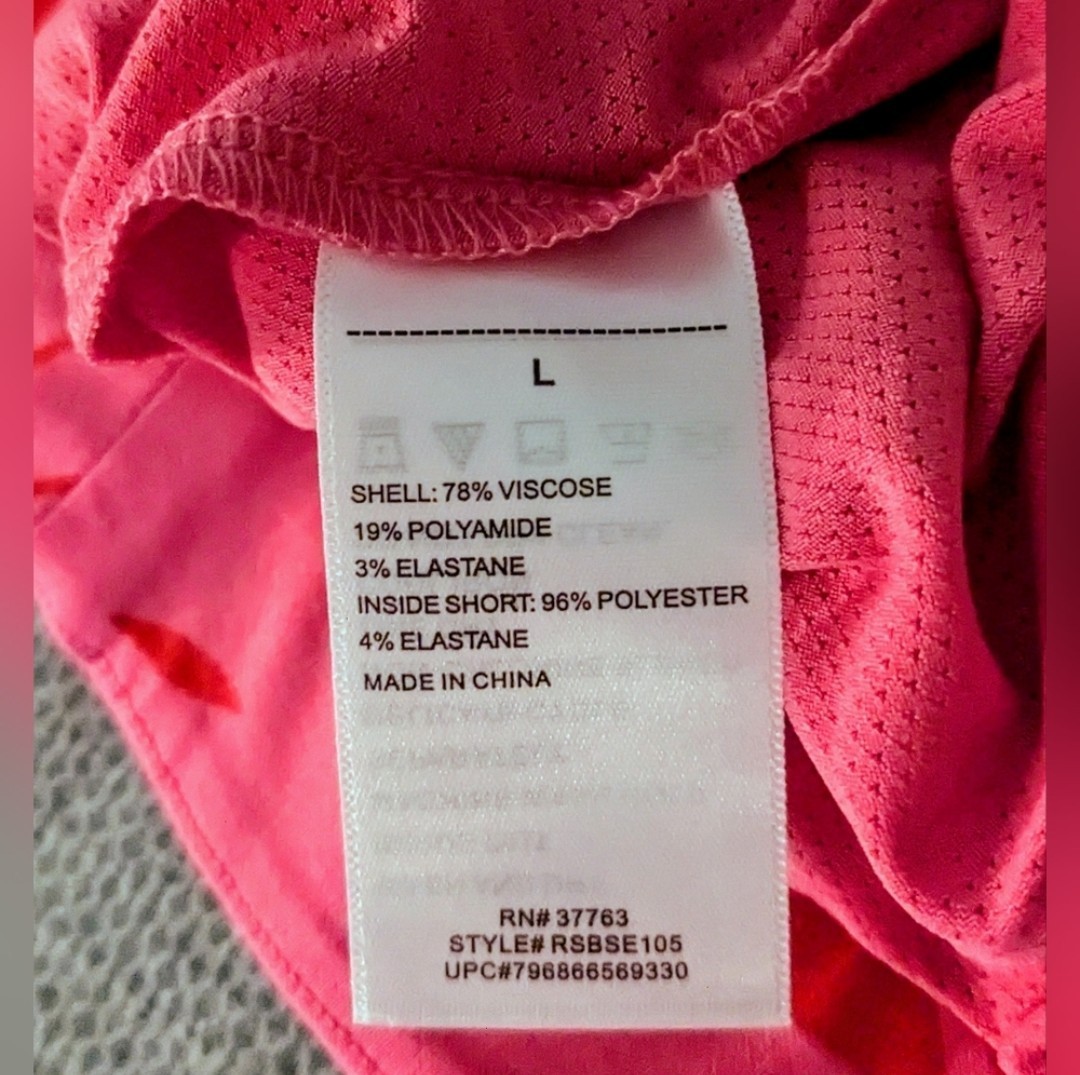 L
SHELL: 78% VISCOSE
19% POLYAMIDE
3% ELASTANE
INSIDE SHORT: 96% POLYESTER
4% ELASTANE
MADE IN CHINA
RN# 37763
STYLE# RSBSE105
UPC#796866569330